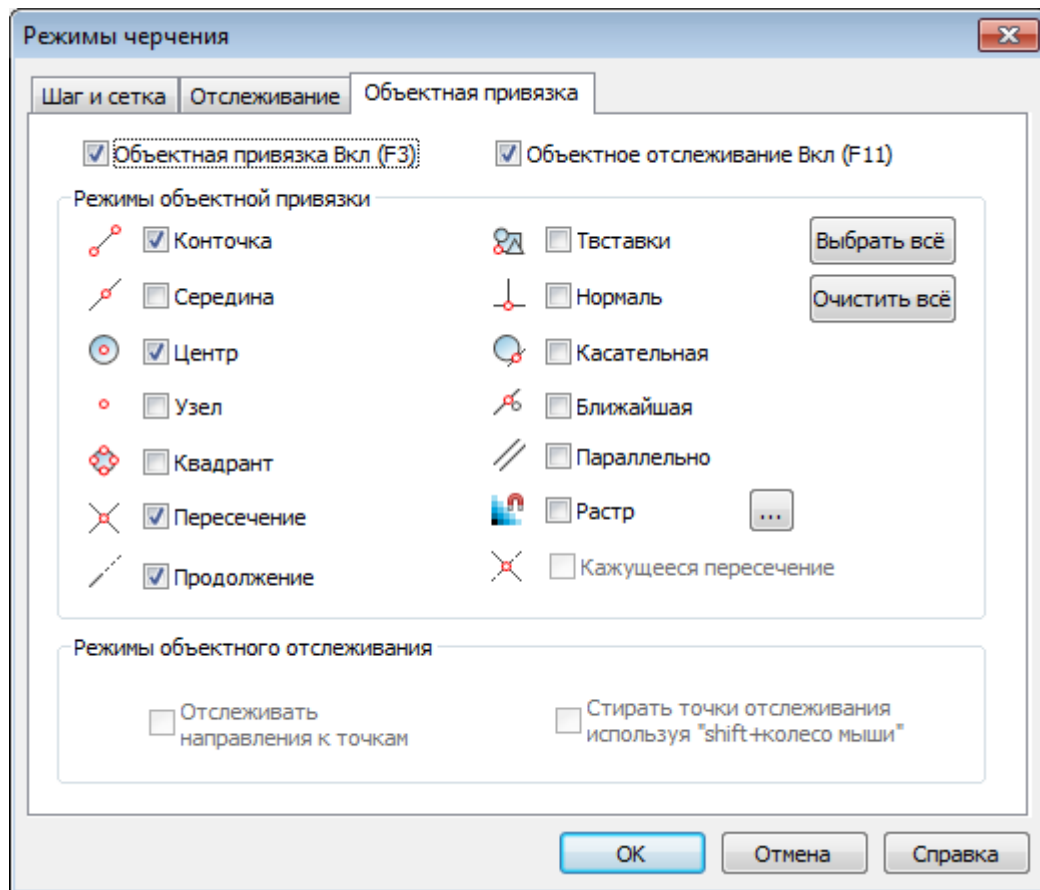 Режимы черчения
Шаг и сетка Отслеживание Объектная привязка
Объектная привязка Вкл (F3) Объектное отслеживание Вкл (F11)
Режимы объектной привязки
Конточка Твставки Выбрать всё
Середина Нормаль Очистить всё
Центр Касательная
Узел Ближайшая
Квадрант Параллельно
Пересечение Растр ...
Продолжение Кажущееся пересечение
Режимы объектного отслеживания
Отслеживать
направления к точкам
Стирать точки отслеживания
используя "shift+колесо мыши"
OK Отмена Справка